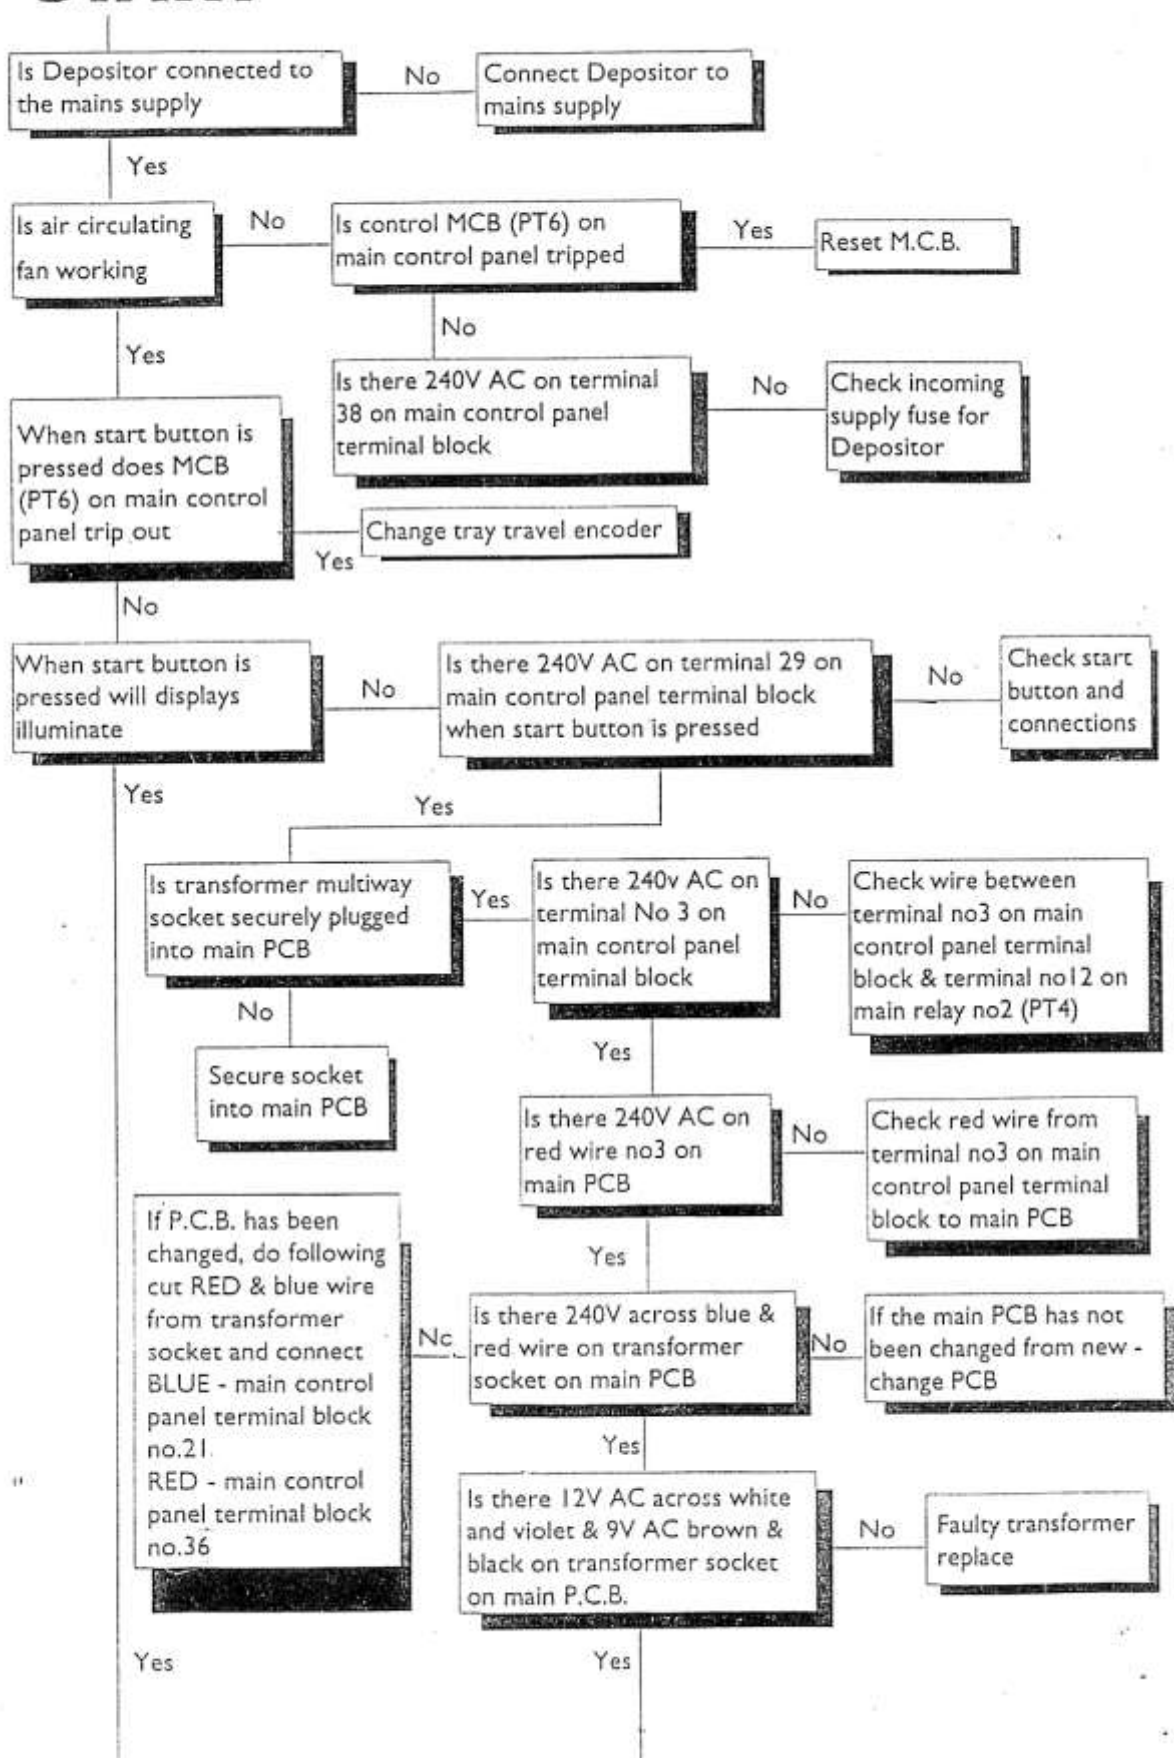 Is Depositor connected to
the mains supply
No
Connect Depositor to
mains supply
Yes
Is air circulating
fan working
No
Is control MCB (PT6) on
main control panel tripped
Yes
Reset M.C.B.
No
Yes
Is there 240V AC on terminal
38 on main control panel
terminal block
No
Check incoming
supply fuse for
Depositor
When start button is
pressed does MCB
(PT6) on main control
panel trip out
Yes
Change tray travel encoder
No
When start button is
pressed will displays
illuminate
No
Is there 240V AC on terminal 29 on
main control panel terminal block
when start button is pressed
No
Check start
button and
connections
Yes
Yes
Is transformer multiway
socket securely plugged
into main PCB
Yes
Is there 240v AC on
terminal No 3 on
main control panel
terminal block
No
Check wire between
terminal no3 on main
control panel terminal
block & terminal no12 on
main relay no2 (PT4)
No
Secure socket
into main PCB
Yes
Is there 240V AC on
red wire no3 on
main PCB
No
Check red wire from
terminal no3 on main
control panel terminal
block to main PCB
Yes
If P.C.B. has been
changed, do following
cut RED & blue wire
from transformer
socket and connect
BLUE - main control
panel terminal block
no.21.
RED - main control
panel terminal block
no.36
No
Is there 240V across blue &
red wire on transformer
socket on main PCB
No
If the main PCB has not
been changed from new -
change PCB
Yes
Is there 12V AC across white
and violet & 9V AC brown &
black on transformer socket
on main P.C.B.
No
Faulty transformer
replace
Yes
Yes